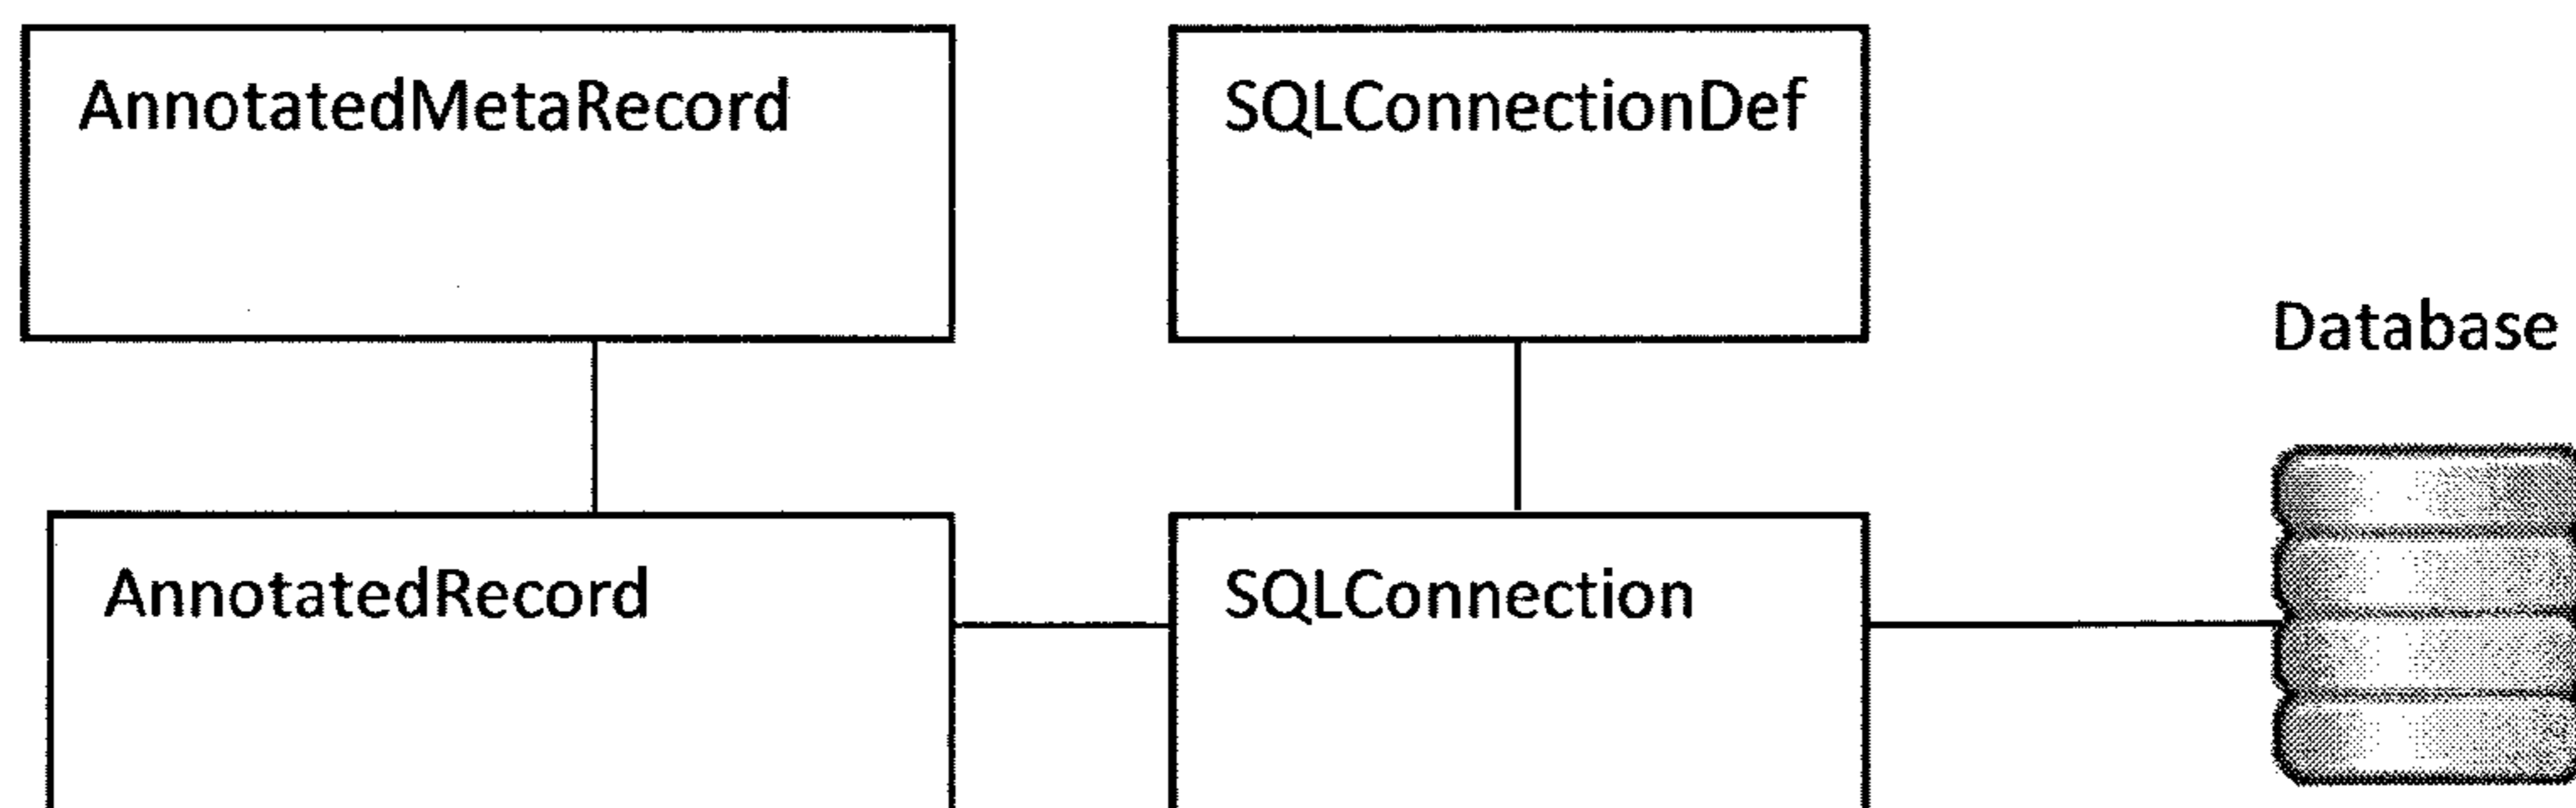 AnnotatedMetaRecord
SQLConnectionDef
Database
AnnotatedRecord
SQLConnection